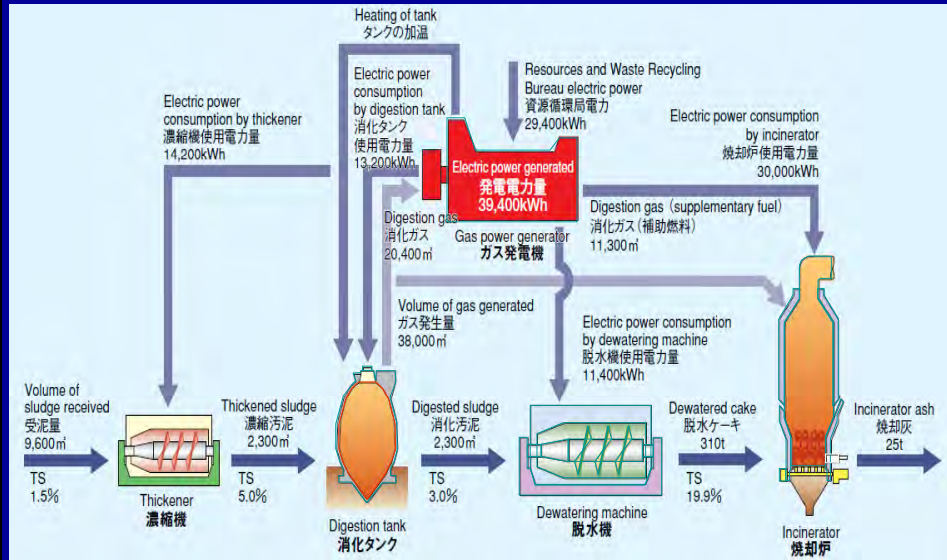 Heating of tank
タンクの加温
Electric power
consumption
by digestion tank
消化タンク
使用電力量
13,200kWh
Resources and Waste Recycling
Bureau electric power
資源循環局電力
29,400kWh
Electric power
consumption by thickener
濃縮機使用電力量
14,200kWh
Electric power consumption
by incinerator
焼却炉使用電力量
30,000kWh
Electric power generated
発電電力量
39,400kWh
Digestion gas
消化ガス
20,400㎥
Gas power generator
ガス発電機
Digestion gas (supplementary fuel)
消化ガス(補助燃料)
11,300㎥
Volume of gas generated
ガス発生量
38,000㎥
Electric power consumption
by dewatering machine
脱水機使用電力量
11,400kWh
Volume of
sludge received
受泥量
9,600㎥
TS
1.5%
Thickener
濃縮機
Thickened sludge
濃縮汚泥
2,300㎥
TS
5.0%
Digestion tank
消化タンク
Digested sludge
消化汚泥
2,300㎥
TS
3.0%
Dewatering machine
脱水機
Dewatered cake
脱水ケーキ
310t
TS
19.9%
Incinerator
焼却炉
Incinerator ash
焼却灰
25t